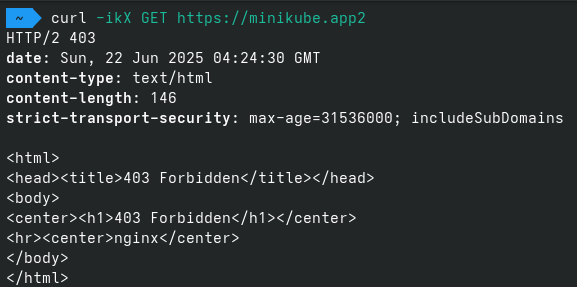 ~ curl -ikX GET https://minikube.app2
HTTP/2 403
date: Sun, 22 Jun 2025 04:24:30 GMT
content-type: text/html
content-length: 146
strict-transport-security: max-age=31536000; includeSubDomains

<html>
<head><title>403 Forbidden</title></head>
<body>
<center><h1>403 Forbidden</h1></center>
<hr><center>nginx</center>
</body>
</html>